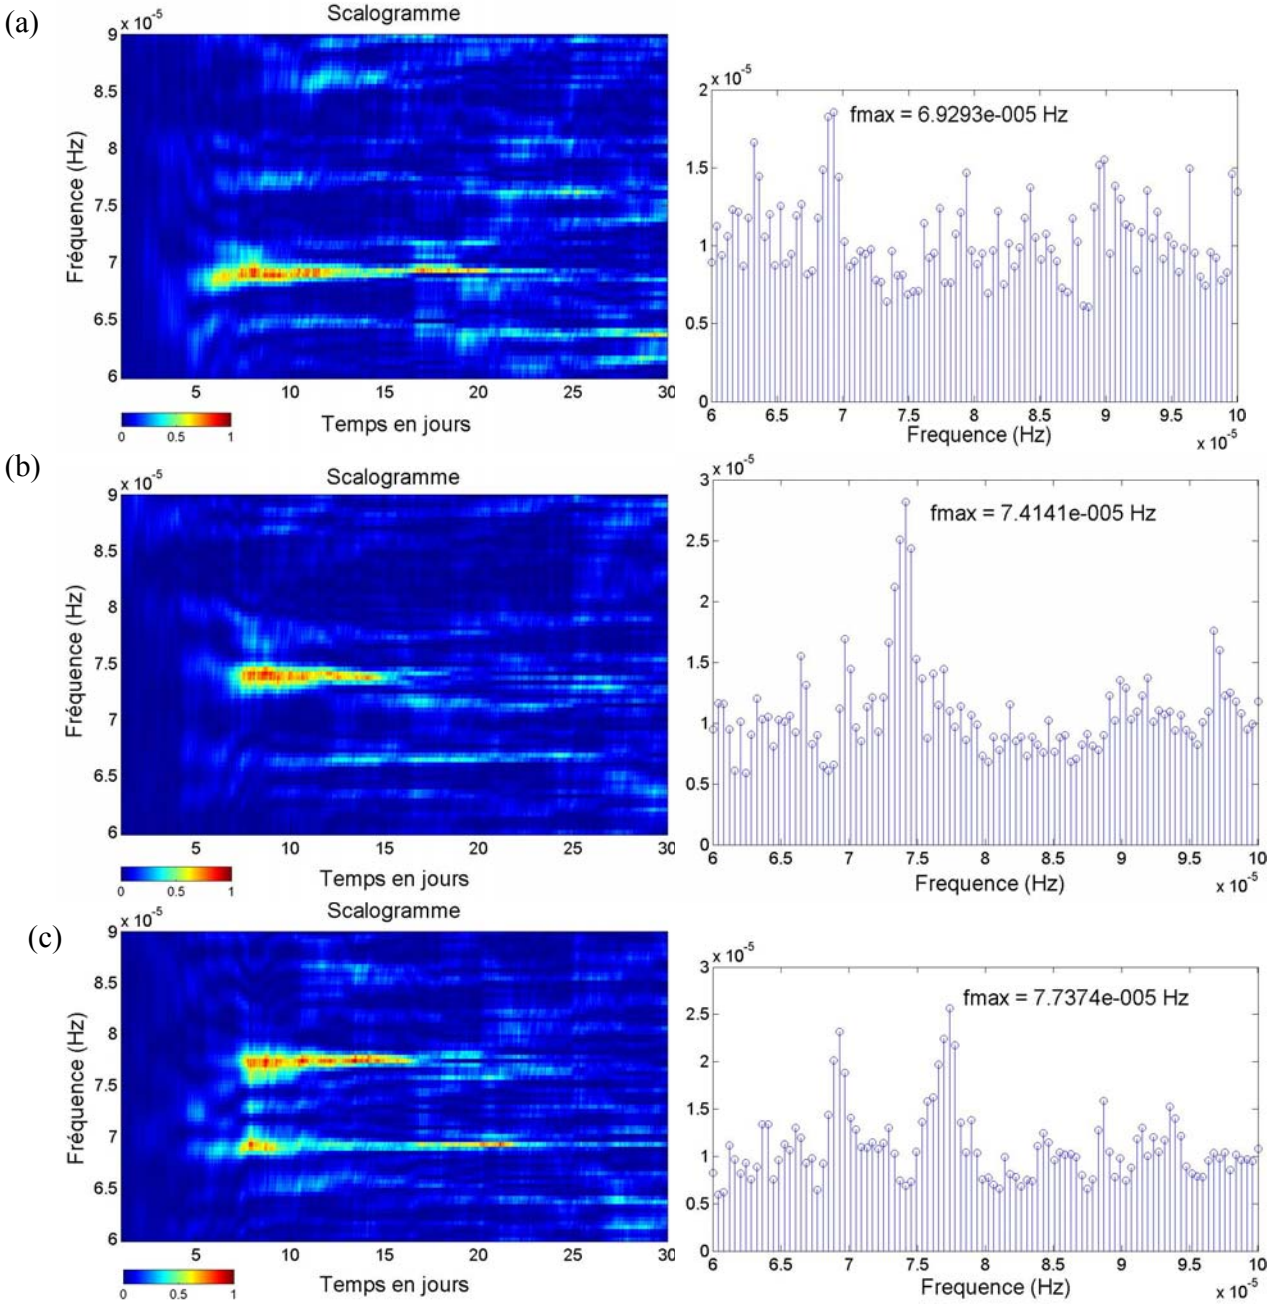 (a)
Scalogramme
x 10^-5
9
8.5
8
7.5
7
6.5
6
Fréquence (Hz)
5 10 15 20 25 30
Temps en jours
0 0.5 1
x 10^-5
2
1.5
1
0.5
0
fmax = 6.9293e-005 Hz
6 6.5 7 7.5 8 8.5 9 9.5 10
Frequence (Hz)
x 10^-5
(b)
Scalogramme
x 10^-5
9
8.5
8
7.5
7
6.5
6
Fréquence (Hz)
5 10 15 20 25 30
Temps en jours
0 0.5 1
x 10^-5
3
2.5
2
1.5
1
0.5
0
fmax = 7.4141e-005 Hz
6 6.5 7 7.5 8 8.5 9 9.5 10
Frequence (Hz)
x 10^-5
(c)
Scalogramme
x 10^-5
9
8.5
8
7.5
7
6.5
6
Fréquence (Hz)
5 10 15 20 25 30
Temps en jours
0 0.5 1
x 10^-5
3
2.5
2
1.5
1
0.5
0
fmax = 7.7374e-005 Hz
6 6.5 7 7.5 8 8.5 9 9.5 10
Frequence (Hz)
x 10^-5